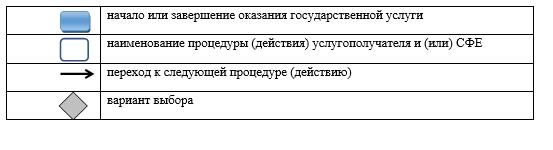 начало или завершение оказания государственной услуги
наименование процедуры (действия) услугополучателя и (или) СФЕ
переход к следующей процедуре (действию)
вариант выбора